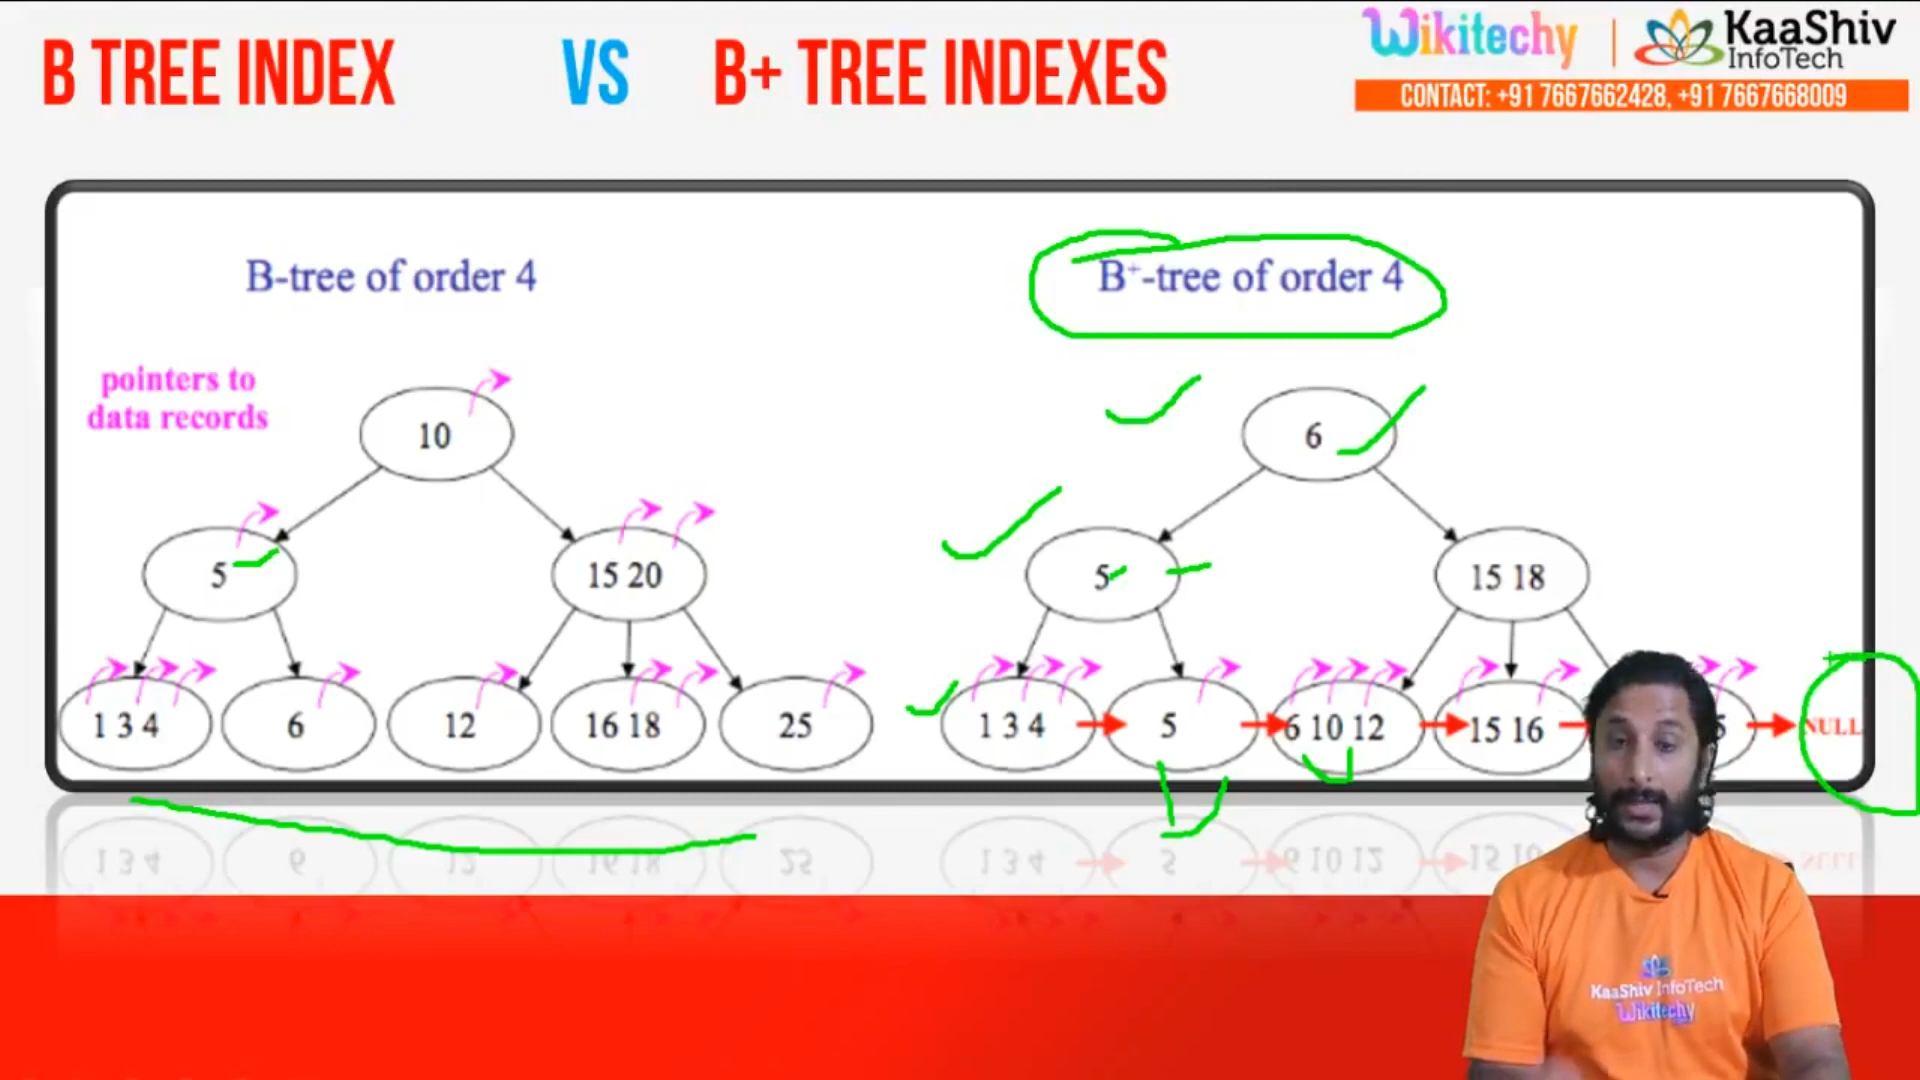 B TREE INDEX VS B+ TREE INDEXES
Wikitechy | KaaShiv
InfoTech
CONTACT: +91 7667662428, +91 7667668009
B-tree of order 4
B+-tree of order 4
pointers to
data records
10
6
5
15 20
5
15 18
1 3 4
6
12
16 18
25
1 3 4
5
6 10 12
15 16
NULL
KaaShiv InfoTech
Wikitechy